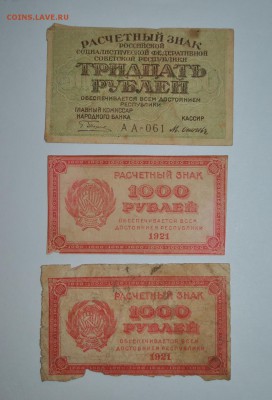 COINS.LAVE.RU
РАСЧЕТНЫЙ ЗНАК
РОССИЙСКОЙ
СОЦИАЛИСТИЧЕСКОЙ ФЕДЕРАТИВНОЙ
СОВЕТСКОЙ РЕСПУБЛИКИ
ТРИДЦАТЬ
РУБЛЕЙ
ОБЕСПЕЧИВАЕТСЯ ВСЕМ ДОСТОЯНИЕМ
РЕСПУБЛИКИ
ГЛАВНЫЙ КОМИССАР
НАРОДНОГО БАНКА
КАССИР
АА-061
РАСЧЕТНЫЙ ЗНАК
1000
РУБЛЕЙ
ОБЕСПЕЧИВАЕТСЯ ВСЕМ
ДОСТОЯНИЕМ РЕСПУБЛИКИ
1921
РАСЧЕТНЫЙ ЗНАК
1000
РУБЛЕЙ
ОБЕСПЕЧИВАЕТСЯ ВСЕМ
ДОСТОЯНИЕМ РЕСПУБЛИКИ
1921